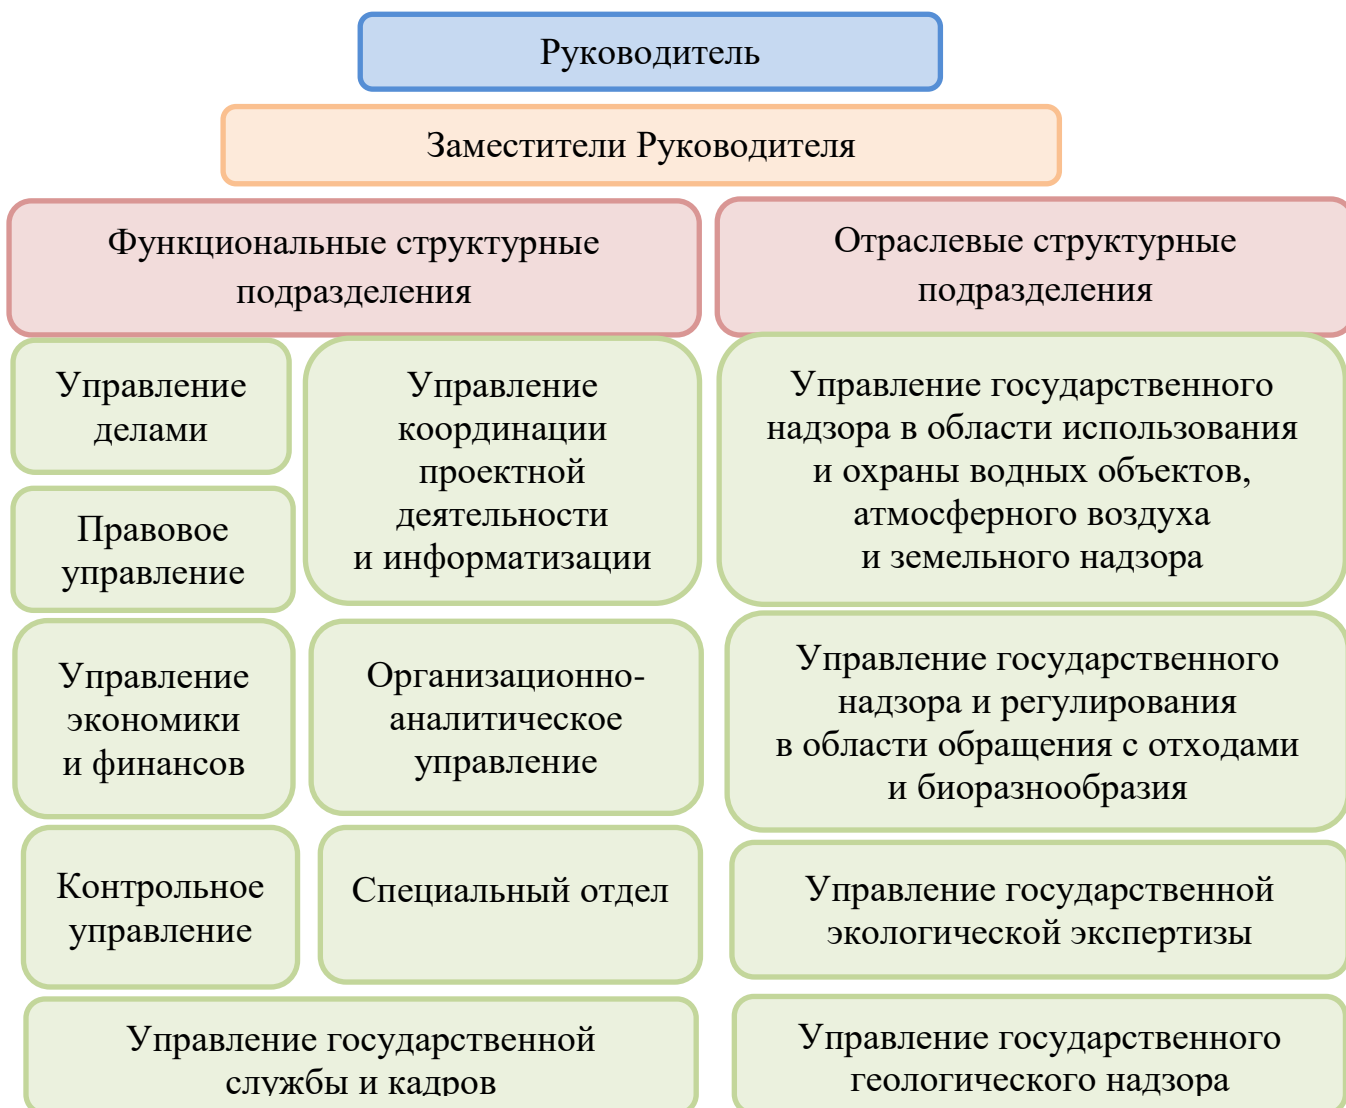 Руководитель
Заместители Руководителя
Функциональные структурные
подразделения
Отраслевые структурные
подразделения
Управление
делами
Управление
координации
проектной
деятельности
и информатизации
Управление государственного
надзора в области использования
и охраны водных объектов,
атмосферного воздуха
и земельного надзора
Правовое
управление
Управление
экономики
и финансов
Организационно-
аналитическое
управление
Управление государственного
надзора и регулирования
в области обращения с отходами
и биоразнообразия
Контрольное
управление
Специальный отдел
Управление государственной
экологической экспертизы
Управление государственной
службы и кадров
Управление государственного
геологического надзора